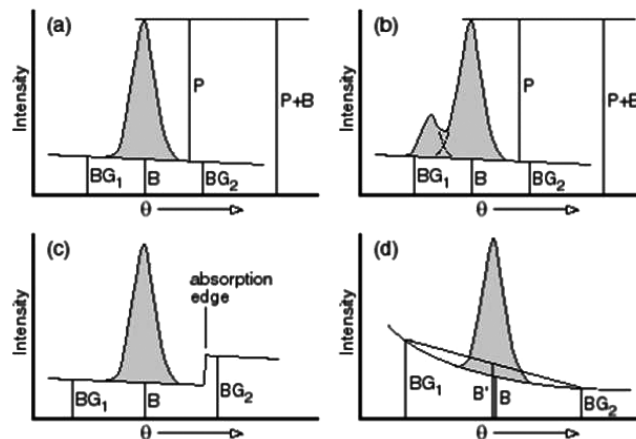 (a)
Intensity
P
P+B
BG1
B
BG2
θ
(b)
Intensity
P
P+B
BG1
B
BG2
θ
(c)
Intensity
absorption
edge
BG1
B
BG2
θ
(d)
Intensity
BG1
B'
B
BG2
θ